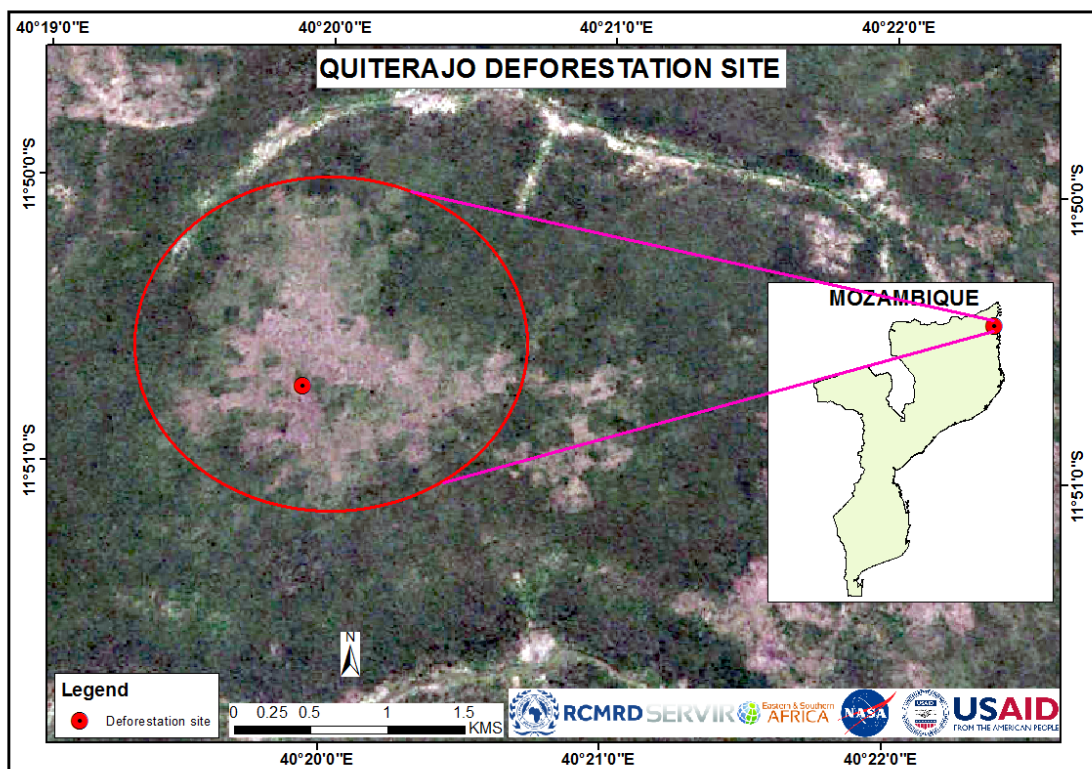 40°19'0"E 40°20'0"E 40°21'0"E 40°22'0"E
QUITERAJO DEFORESTATION SITE
11°50'0"S
11°50'0"S
MOZAMBIQUE
11°51'0"S
11°51'0"S
N
Legend
Deforestation site
0 0.25 0.5 1 1.5
KMS
RCMRD SERVIR Eastern & Southern
AFRICA
NASA
USAID
USAID
FROM THE AMERICAN PEOPLE
40°20'0"E 40°21'0"E 40°22'0"E